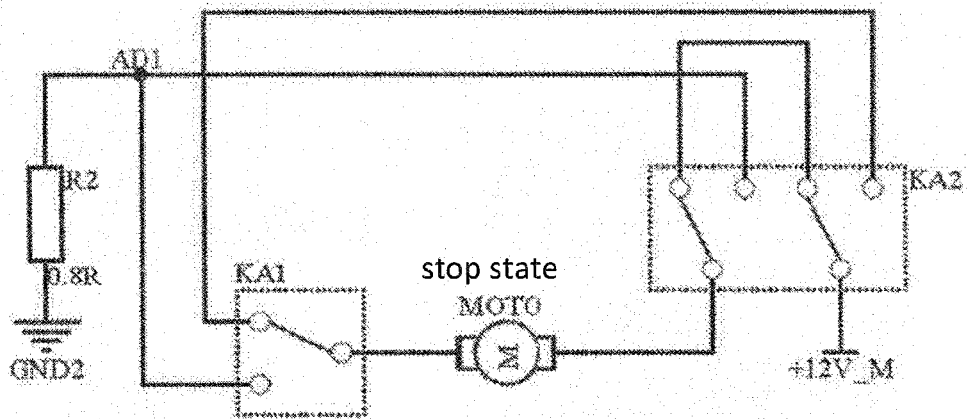 AD1
R2
KA2
0.8R
KA1
stop state
MOTO
M
GND2
+12V_M